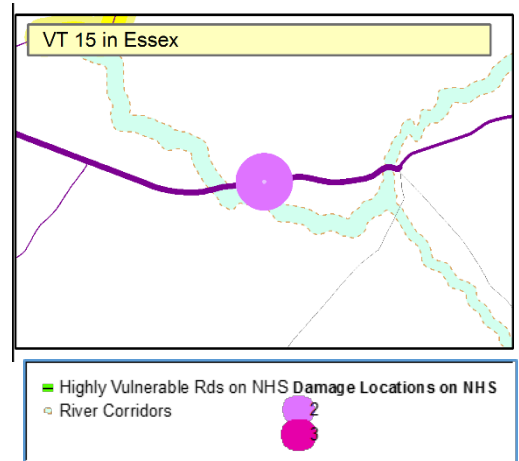 VT 15 in Essex
Highly Vulnerable Rds on NHS Damage Locations on NHS
River Corridors
2
3